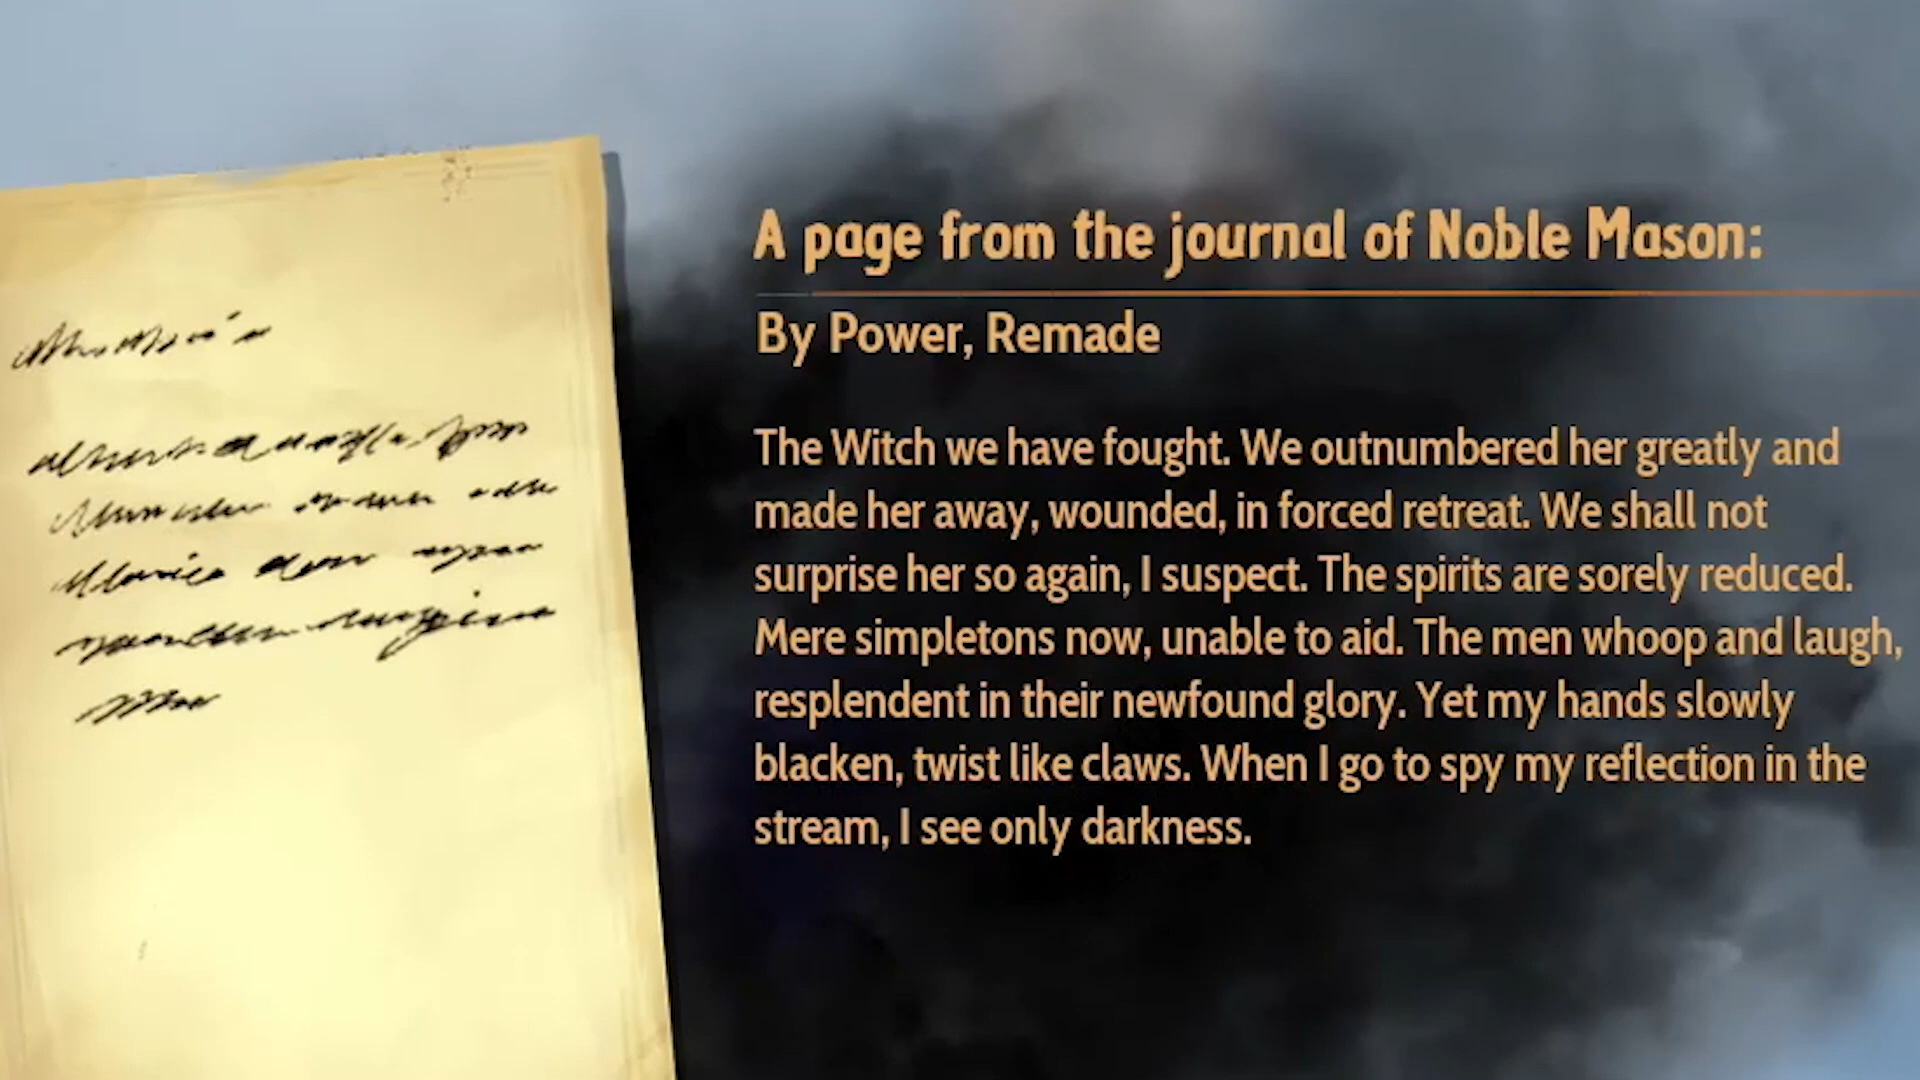 A page from the journal of Noble Mason:
By Power, Remade
The Witch we have fought. We outnumbered her greatly and
made her away, wounded, in forced retreat. We shall not
surprise her so again, I suspect. The spirits are sorely reduced.
Mere simpletons now, unable to aid. The men whoop and laugh,
resplendent in their newfound glory. Yet my hands slowly
blacken, twist like claws. When I go to spy my reflection in the
stream, I see only darkness.